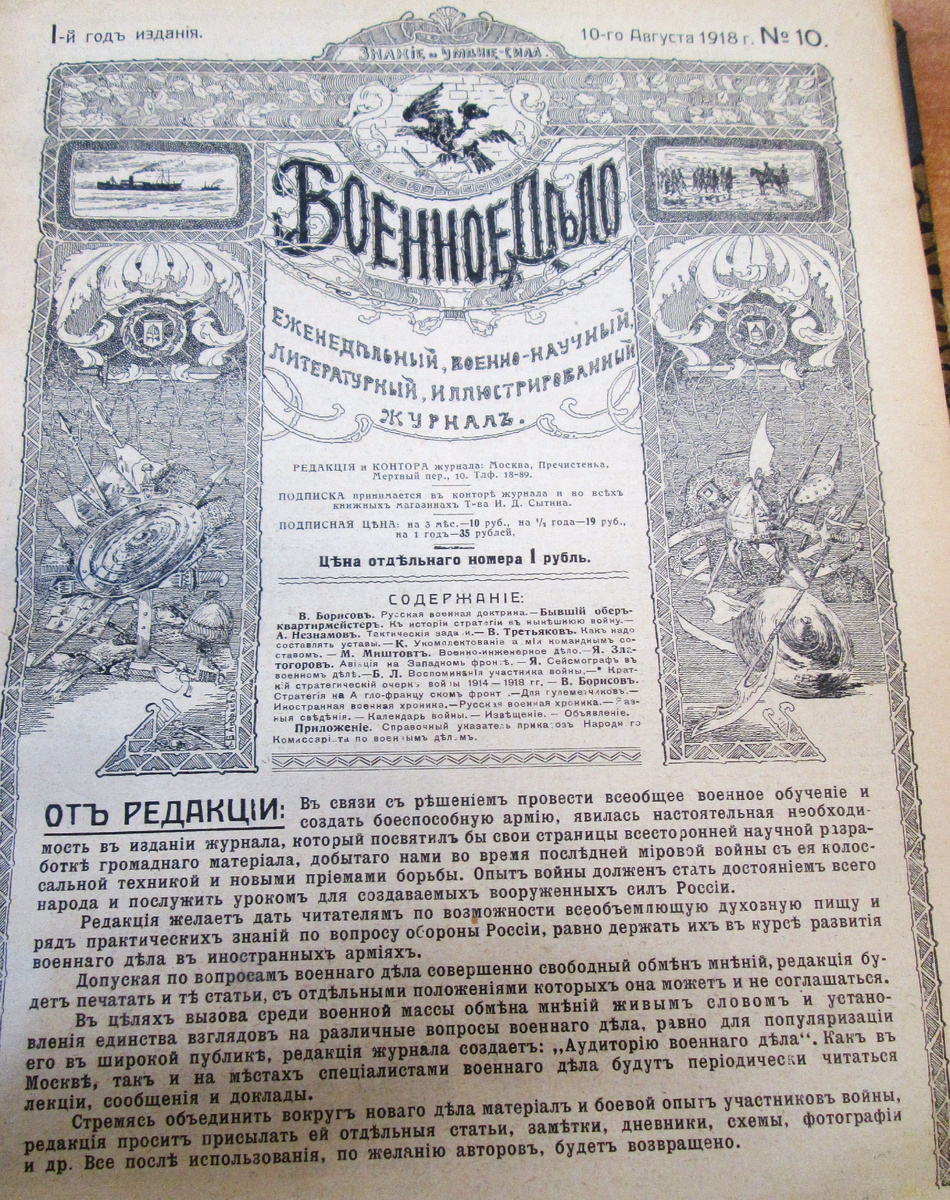 I-й годъ изданія.
10-го Августа 1918 г. № 10.
ЗНАНІЕ и УМѢНІЕ-СИЛА.
ВОЕННОЕ ДѢЛО
ЕЖЕНЕДѢЛЬНЫЙ, ВОЕННО-НАУЧНЫЙ,
ЛИТЕРАТУРНЫЙ, ИЛЛЮСТРИРОВАННЫЙ
ЖУРНАЛЪ.
РЕДАКЦІЯ и КОНТОРА журнала: Москва, Пречистенка,
Мертвый пер., 10. Тлф. 18-89.
ПОДПИСКА принимается въ конторѣ журнала и во всѣхъ
книжныхъ магазинахъ Т-ва И. Д. Сытина.
ПОДПИСНАЯ ЦѢНА: на 3 мѣс.—10 руб., на ½ года—19 руб.,
на 1 годъ—35 рублей.
Цѣна отдѣльнаго номера 1 рубль.
СОДЕРЖАНІЕ:
В. Борисовъ. Русская военная доктрина.—Бывшій оберъ-
квартирмейстеръ. Къ исторіи стратегіи въ нынѣшнюю войну.—
А. Незнамовъ. Тактическія задачи.—В. Третьяковъ. Какъ надо
составлять уставы.—К. Укомплектованіе арміи команднымъ со-
ставомъ.—М. Миштовтъ. Военно-инженерное дѣло.—Я. Зла-
тогоровъ. Авіація на Западномъ фронтѣ.—Я. Сейсмографъ въ
военномъ дѣлѣ.—Б. Л. Воспоминанія участника войны.—* Крат-
кій стратегическій очеркъ войны 1914—1918 гг.—В. Борисовъ.
Стратегія на Англо-французскомъ фронтѣ.—Для пулеметчиковъ.—
Иностранная военная хроника.—Русская военная хроника.—Раз-
ныя свѣдѣнія.—Календарь войны.—Извѣщеніе.—Объявленіе.
Приложеніе. Справочный указатель приказовъ Народнаго
Комиссаріата по военнымъ дѣламъ.
ОТЪ РЕДАКЦІИ: Въ связи съ рѣшеніемъ провести всеобщее военное обученіе и
создать боеспособную армію, явилась настоятельная необходи-
мость въ изданіи журнала, который посвятилъ бы свои страницы всесторонней научной разра-
боткѣ громаднаго матеріала, добытаго нами во время послѣдней міровой войны съ ея колос-
сальной техникой и новыми пріемами борьбы. Опытъ войны долженъ стать достояніемъ всего
народа и послужить урокомъ для создаваемыхъ вооруженныхъ силъ Россіи.
Редакція желаетъ дать читателямъ по возможности всеобъемлющую духовную пищу и
рядъ практическихъ знаній по вопросу обороны Россіи, равно держать ихъ въ курсѣ развитія
военнаго дѣла въ иностранныхъ арміяхъ.
Допуская по вопросамъ военнаго дѣла совершенно свободный обмѣнъ мнѣній, редакція бу-
детъ печатать и тѣ статьи, съ отдѣльными положеніями которыхъ она можетъ и не соглашаться.
Въ цѣляхъ вызова среди военной массы обмѣна мнѣній живымъ словомъ и устано-
вленія единства взглядовъ на различные вопросы военнаго дѣла, равно для популяризаціи
его въ широкой публикѣ, редакція журнала создаетъ: „Аудиторію военнаго дѣла“. Какъ въ
Москвѣ, такъ и на мѣстахъ спеціалистами военнаго дѣла будутъ періодически читаться
лекціи, сообщенія и доклады.
Стремясь объединить вокругъ новаго дѣла матеріалъ и боевой опытъ участниковъ войны,
редакція проситъ присылать ей отдѣльныя статьи, замѣтки, дневники, схемы, фотографіи
и др. Все послѣ использованія, по желанію авторовъ, будетъ возвращено.